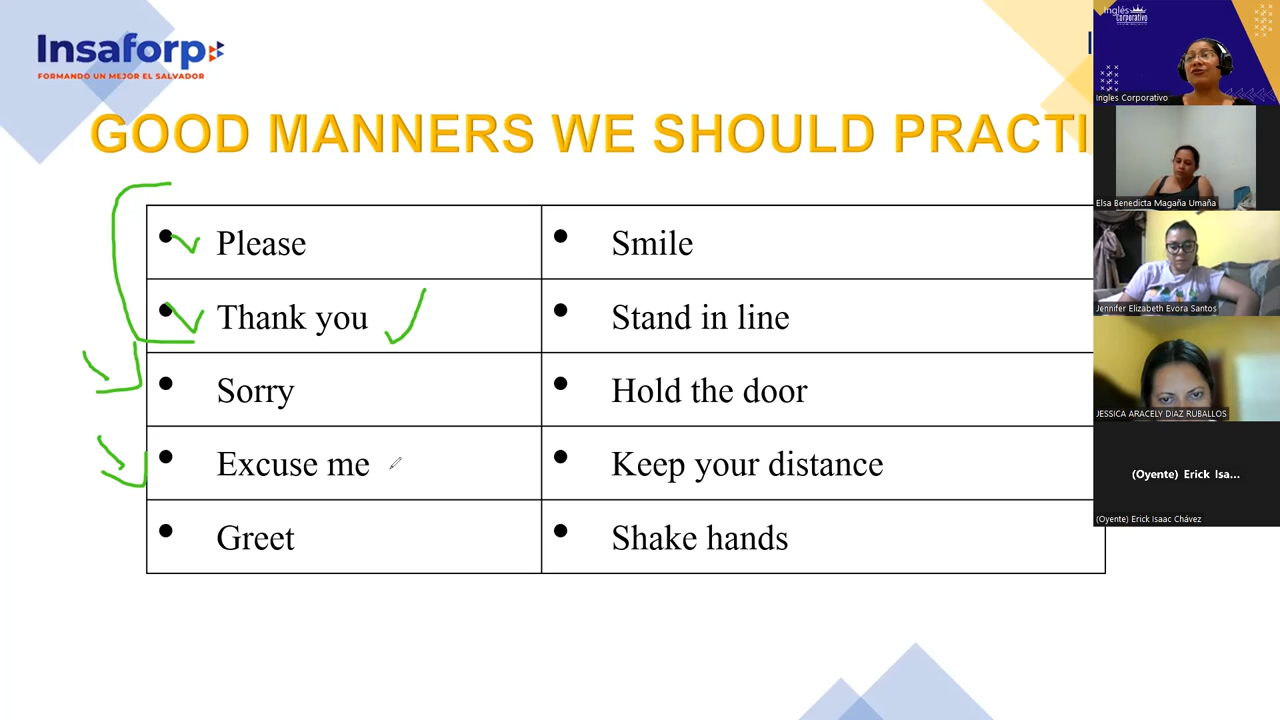 Insaforp
FORMANDO UN MEJOR EL SALVADOR
GOOD MANNERS WE SHOULD PRACTI
Please
Smile
Thank you
Stand in line
Sorry
Hold the door
Excuse me
Keep your distance
Greet
Shake hands
Inglés
Corporativo
Ingles Corporativo
Elsa Benedicta Magaña Umaña
Jennifer Elizabeth Evora Santos
JESSICA ARACELY DIAZ RUBALLOS
(Oyente) Erick Isa...
(Oyente) Erick Isaac Chávez